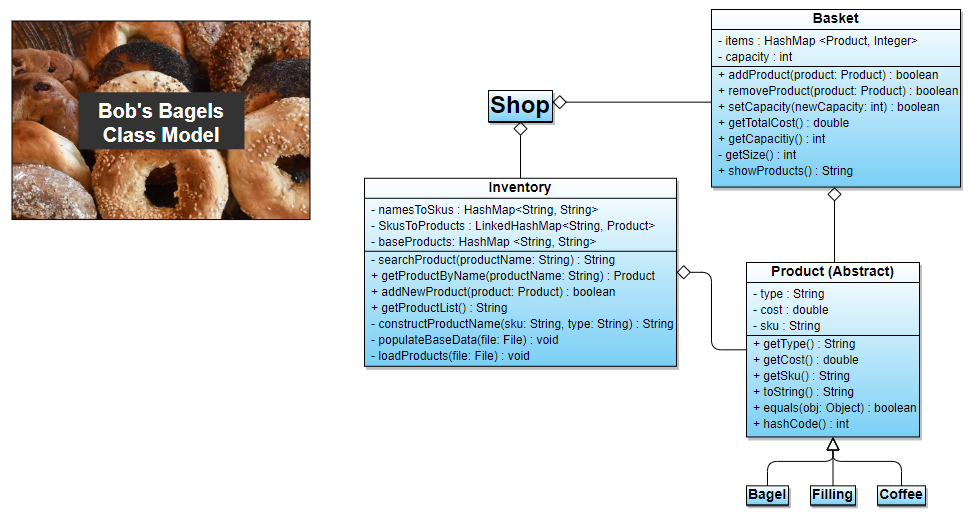 Bob's Bagels
Class Model
Shop
Basket
- items : HashMap <Product, Integer>
- capacity : int
+ addProduct(product: Product) : boolean
+ removeProduct(product: Product) : boolean
+ setCapacity(newCapacity: int) : boolean
+ getTotalCost() : double
+ getCapacitiy() : int
- getSize() : int
+ showProducts() : String
Inventory
- namesToSkus : HashMap<String, String>
- SkusToProducts : LinkedHashMap<String, Product>
- baseProducts: HashMap <String, String>
- searchProduct(productName: String) : String
+ getProductByName(productName: String) : Product
+ addNewProduct(product: Product) : boolean
+ getProductList() : String
- constructProductName(sku: String, type: String) : String
- populateBaseData(file: File) : void
- loadProducts(file: File) : void
Product (Abstract)
- type : String
- cost : double
- sku : String
+ getType() : String
+ getCost() : double
+ getSku() : String
+ toString() : String
+ equals(obj: Object) : boolean
+ hashCode() : int
Bagel
Filling
Coffee